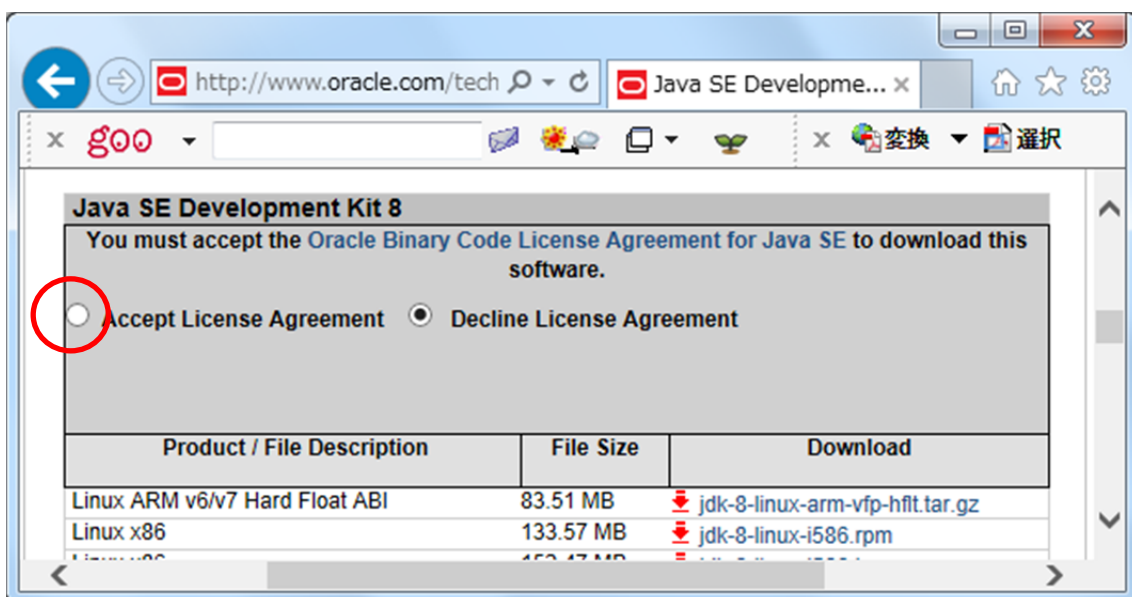 http://www.oracle.com/tech
Java SE Developme...
goo
変換
選択
Java SE Development Kit 8
You must accept the Oracle Binary Code License Agreement for Java SE to download this
software.
Accept License Agreement Decline License Agreement
Product / File Description File Size Download
Linux ARM v6/v7 Hard Float ABI 83.51 MB jdk-8-linux-arm-vfp-hflt.tar.gz
Linux x86 133.57 MB jdk-8-linux-i586.rpm